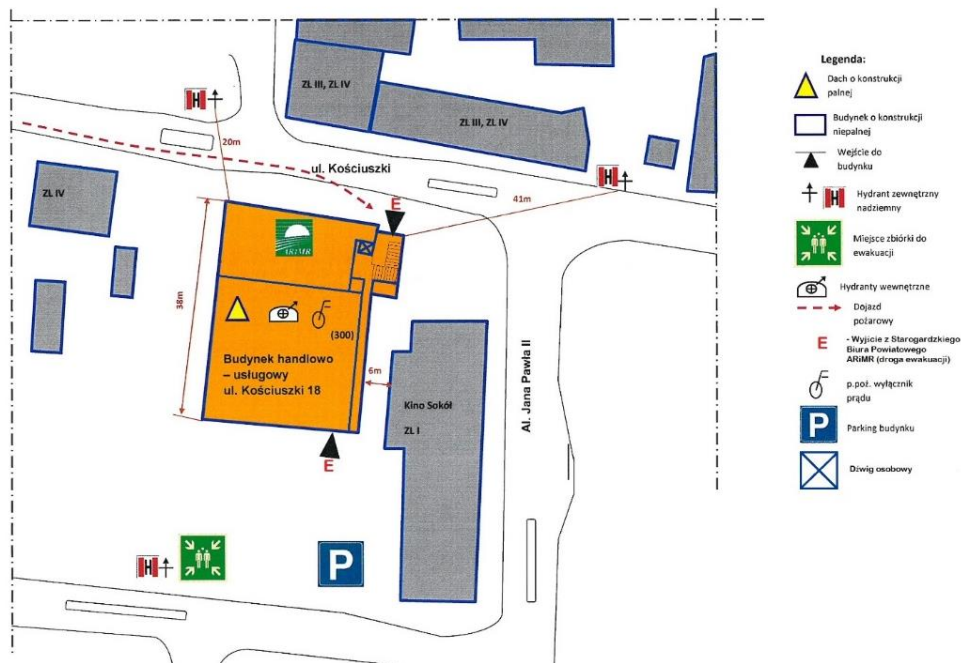 ZL III, ZL IV
ZL III, ZL IV
H
20m
ul. Kościuszki
H
ZL IV
41m
E
ARiMR
38m
(300)
Budynek handlowo
– usługowy
ul. Kościuszki 18
6m
Kino Sokół
ZL I
Al. Jana Pawła II
E
H
P
Legenda:
Dach o konstrukcji
palnej
Budynek o konstrukcji
niepalnej
Wejście do
budynku
H
Hydrant zewnętrzny
nadziemny
Miejsce zbiórki do
ewakuacji
Hydranty wewnętrzne
Dojazd
pożarowy
E
- Wyjście z Starogardzkiego
Biura Powiatowego
ARiMR (droga ewakuacji)
p.poż. wyłącznik
prądu
P
Parking budynku
Dźwig osobowy